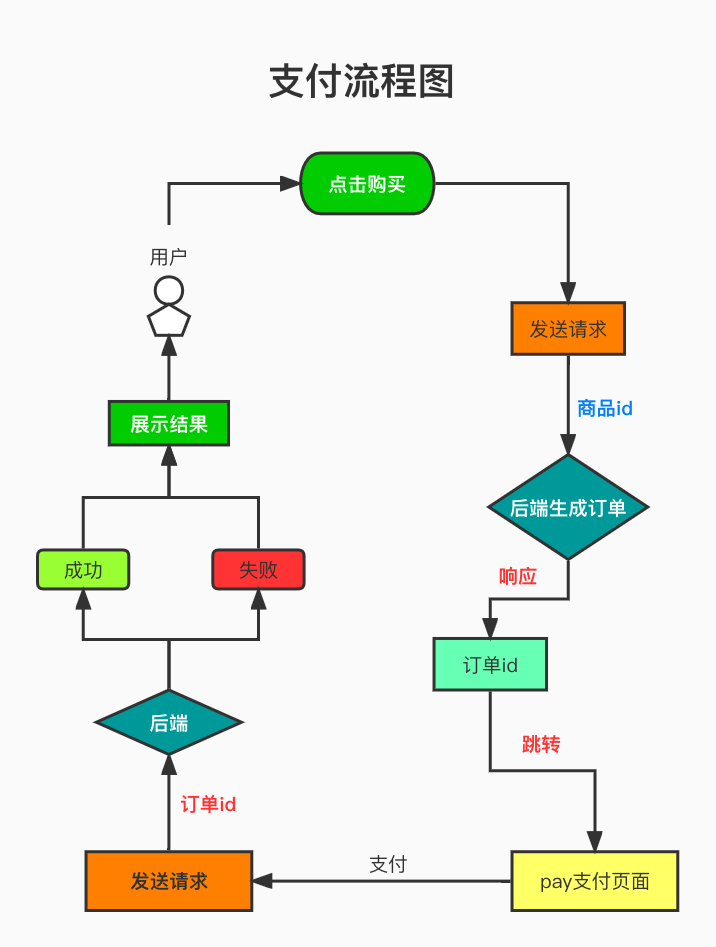 支付流程图
点击购买
用户
发送请求
商品id
展示结果
后端生成订单
成功
失败
响应
订单id
后端
跳转
订单id
支付
发送请求
pay支付页面